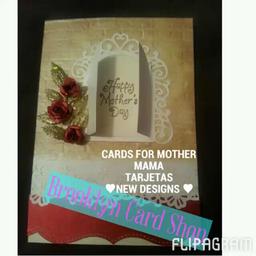 Happy
Mother's
Day
CARDS FOR MOTHER
MAMA
TARJETAS
♥NEW DESIGNS ♥
Brooklyn Card Shop
FLIPAGRAM